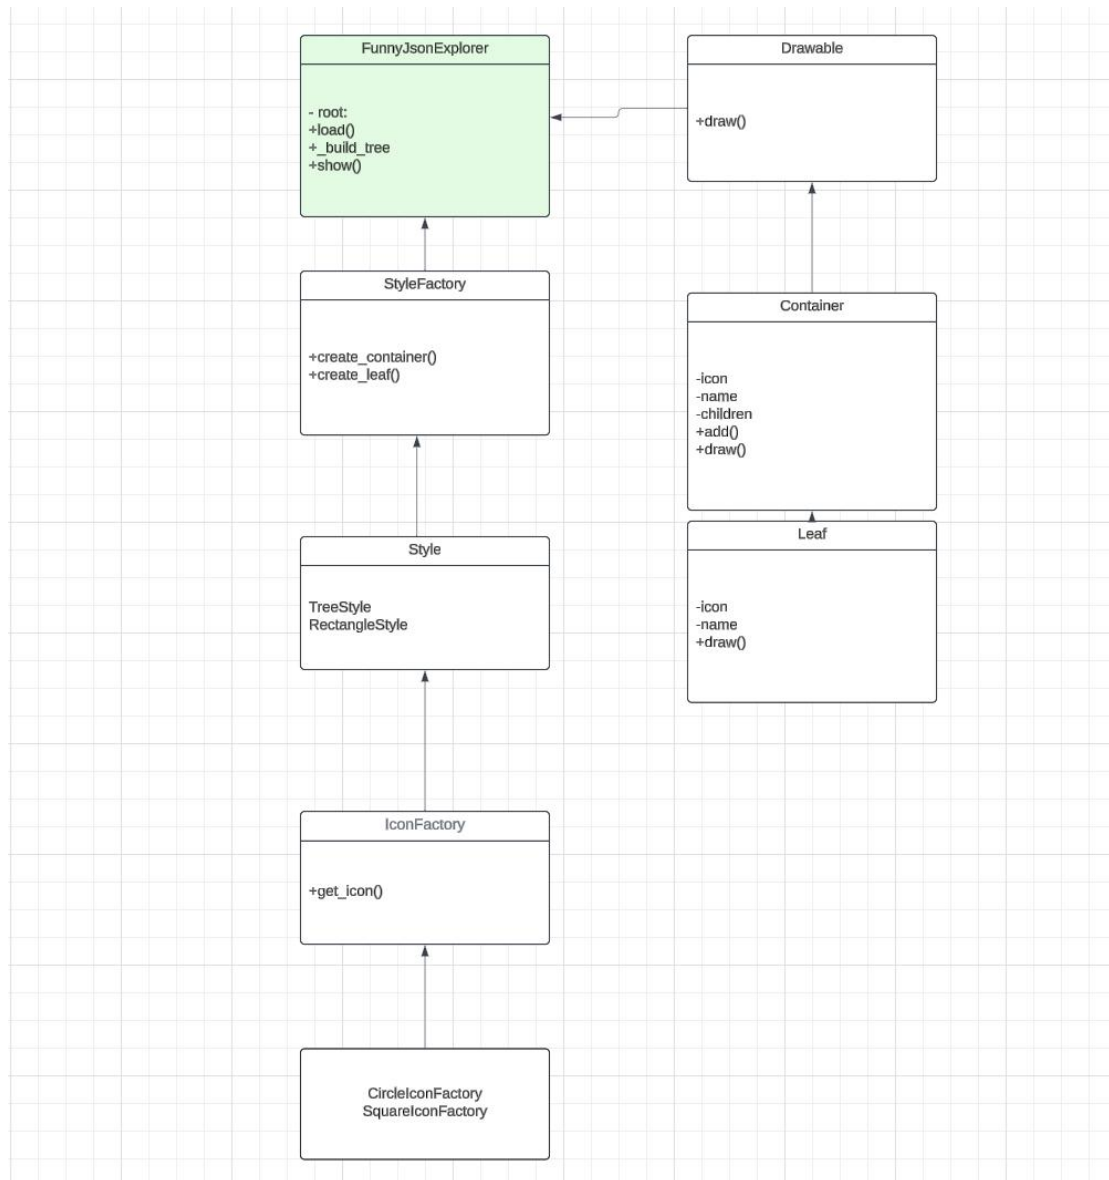 FunnyJsonExplorer
- root:
+load()
+_build_tree
+show()
Drawable
+draw()
StyleFactory
+create_container()
+create_leaf()
Container
-icon
-name
-children
+add()
+draw()
Style
TreeStyle
RectangleStyle
Leaf
-icon
-name
+draw()
IconFactory
+get_icon()
CircleIconFactory
SquareIconFactory